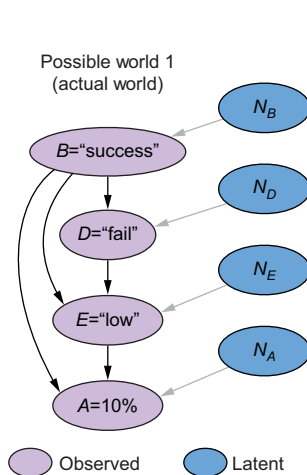 Possible world 1
(actual world)
N_B
B=“success”
N_D
D=“fail”
N_E
E=“low”
N_A
A=10%
Observed
Latent